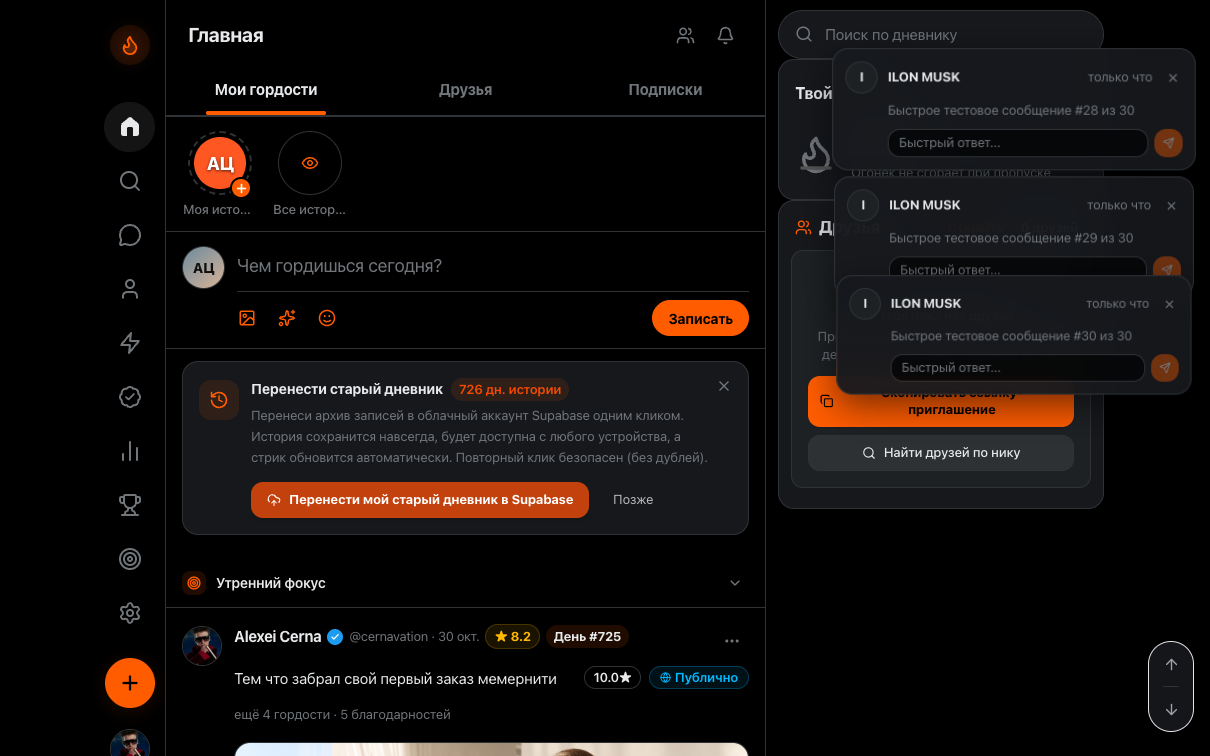 Главная
Мои гордости
Друзья
Подписки
АЦ
Моя исто...
Все истор...
АЦ
Чем гордишься сегодня?
Записать
Перенести старый дневник
726 дн. истории
Перенеси архив записей в облачный аккаунт Supabase одним кликом.
История сохранится навсегда, будет доступна с любого устройства, а
стрик обновится автоматически. Повторный клик безопасен (без дублей).
Перенести мой старый дневник в Supabase
Позже
Утренний фокус
Alexei Cerna
@cernavation · 30 окт.
8.2
День #725
Тем что забрал свой первый заказ мемернити
10.0★
Публично
ещё 4 гордости · 5 благодарностей
Поиск по дневнику
Твой
I
ILON MUSK
только что
Быстрое тестовое сообщение #28 из 30
Быстрый ответ...
Огонек не сгорает при пропуске.
I
ILON MUSK
только что
Быстрое тестовое сообщение #29 из 30
Быстрый ответ...
Друзья
I
ILON MUSK
только что
Быстрое тестовое сообщение #30 из 30
Быстрый ответ...
Скопировать ссылку
приглашение
Найти друзей по нику